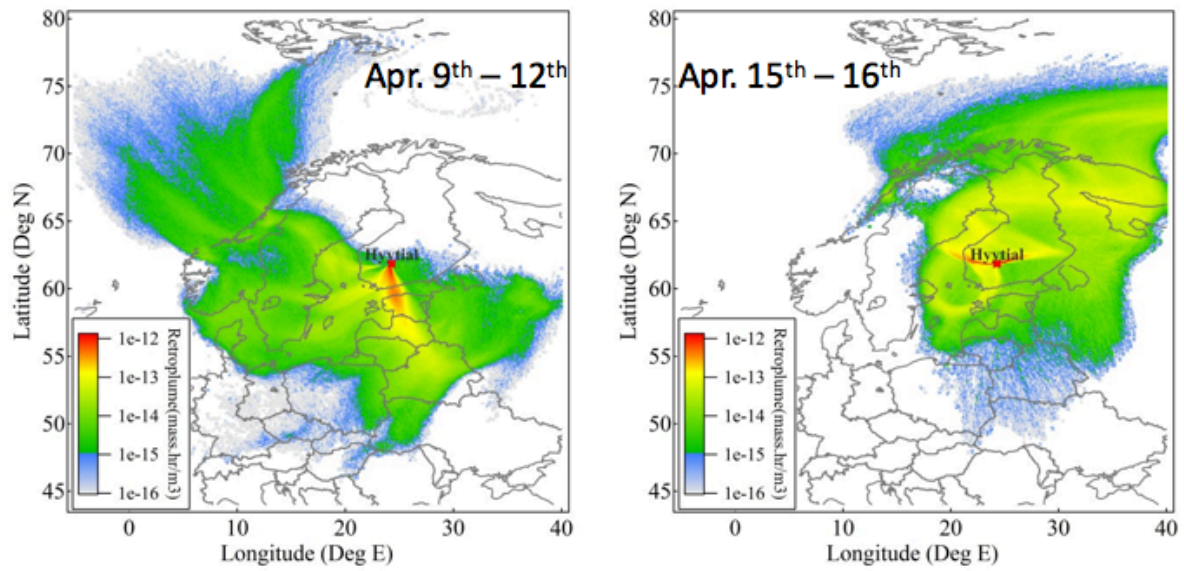 80
75
70
65
60
55
50
45
Latitude (Deg N)
Apr. 9th – 12th
Hyytial
1e-12
1e-13
1e-14
1e-15
1e-16
Retroplume(mass.hr/m3)
0
10
20
30
40
Longitude (Deg E)
80
75
70
65
60
55
50
45
Latitude (Deg N)
Apr. 15th – 16th
Hyytial
1e-12
1e-13
1e-14
1e-15
1e-16
Retroplume(mass.hr/m3)
0
10
20
30
40
Longitude (Deg E)